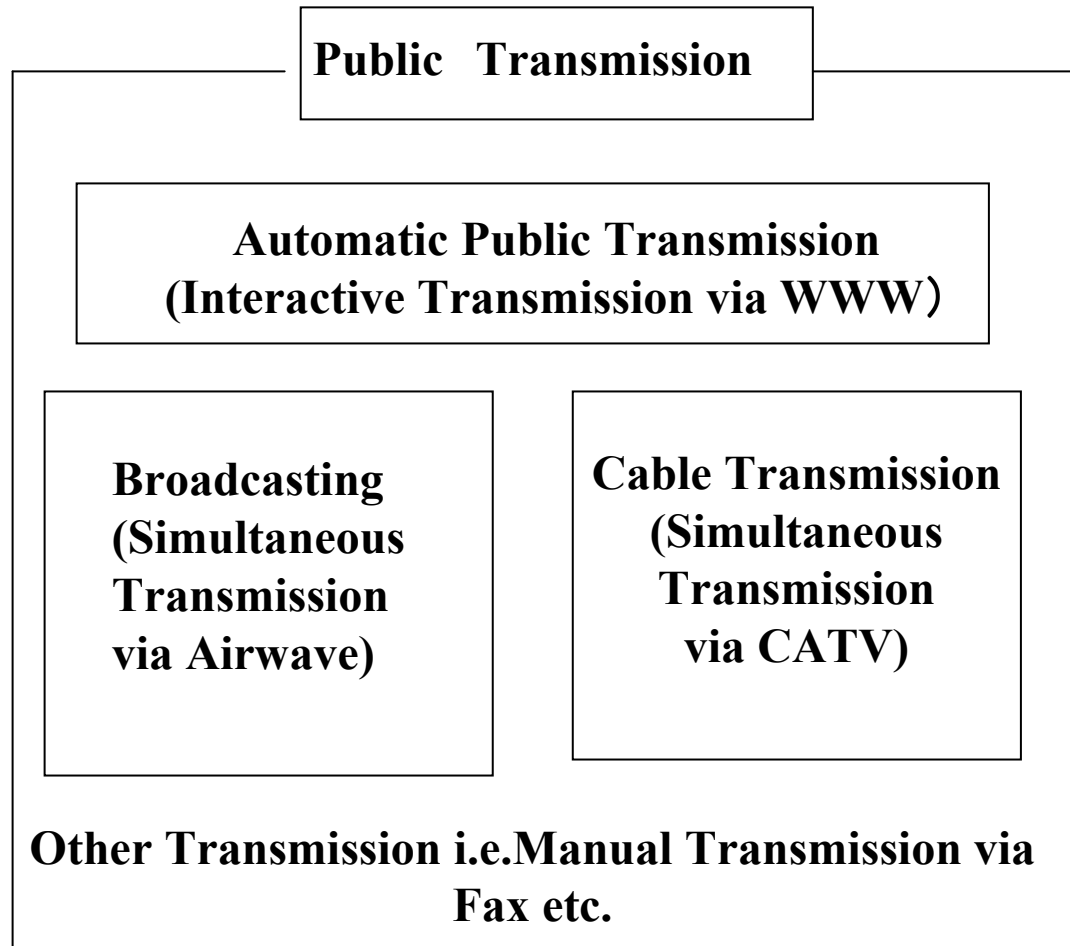 Public Transmission
Automatic Public Transmission
(Interactive Transmission via WWW）
Broadcasting
(Simultaneous
Transmission
via Airwave)
Cable Transmission
(Simultaneous
Transmission
via CATV)
Other Transmission i.e.Manual Transmission via
Fax etc.